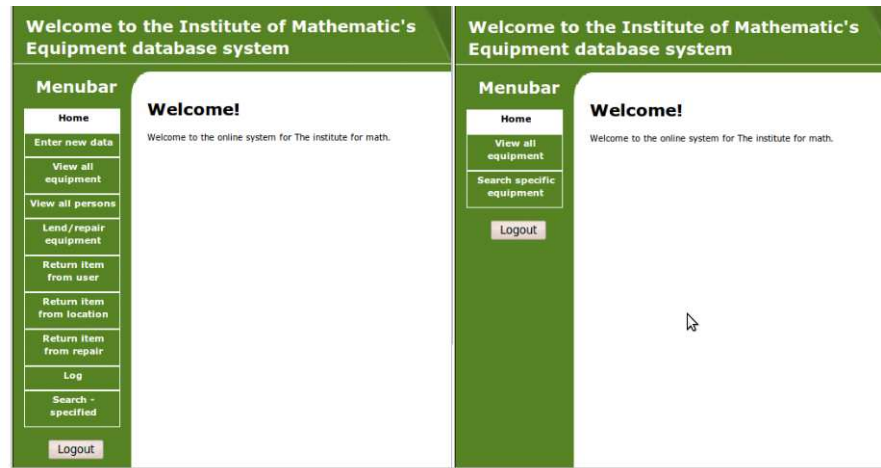 Welcome to the Institute of Mathematic's
Equipment database system
Menubar
Home
Enter new data
View all
equipment
View all persons
Lend/repair
equipment
Return item
from user
Return item
from location
Return item
from repair
Log
Search -
specified
Logout
Welcome!
Welcome to the online system for The institute for math.
Welcome to the Institute of Mathematic's
Equipment database system
Menubar
Home
View all
equipment
Search specific
equipment
Logout
Welcome!
Welcome to the online system for The institute for math.